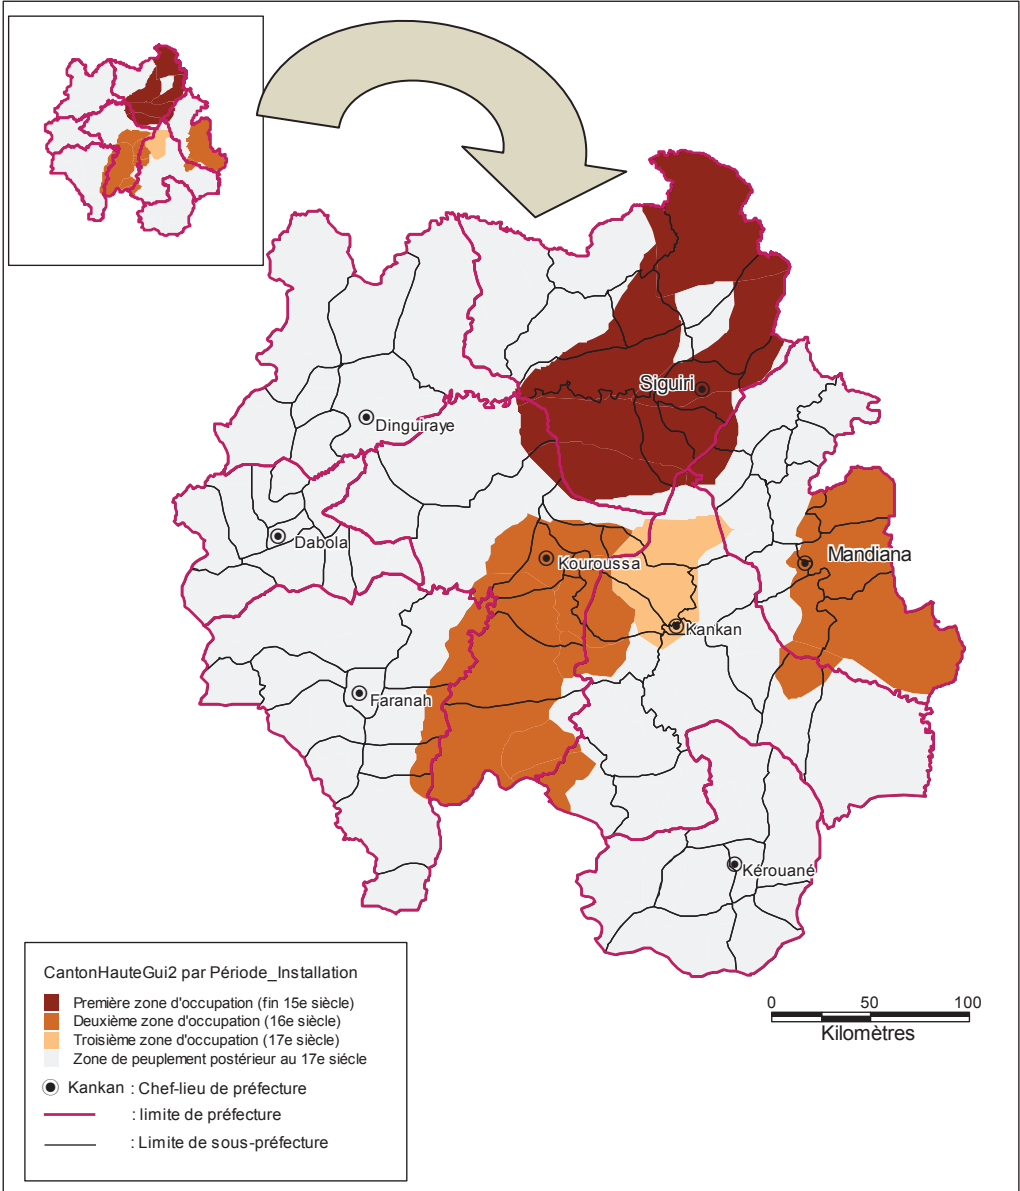 Siguiri
Dinguiraye
Dabola
Kouroussa
Mandiana
Kankan
Faranah
Kérouané
CantonHauteGui2 par Période_Installation
Première zone d'occupation (fin 15e siècle)
Deuxième zone d'occupation (16e siècle)
Troisième zone d'occupation (17e siècle)
Zone de peuplement postérieur au 17e siécle
Kankan : Chef-lieu de préfecture
: limite de préfecture
: Limite de sous-préfecture
0 50 100
Kilomètres